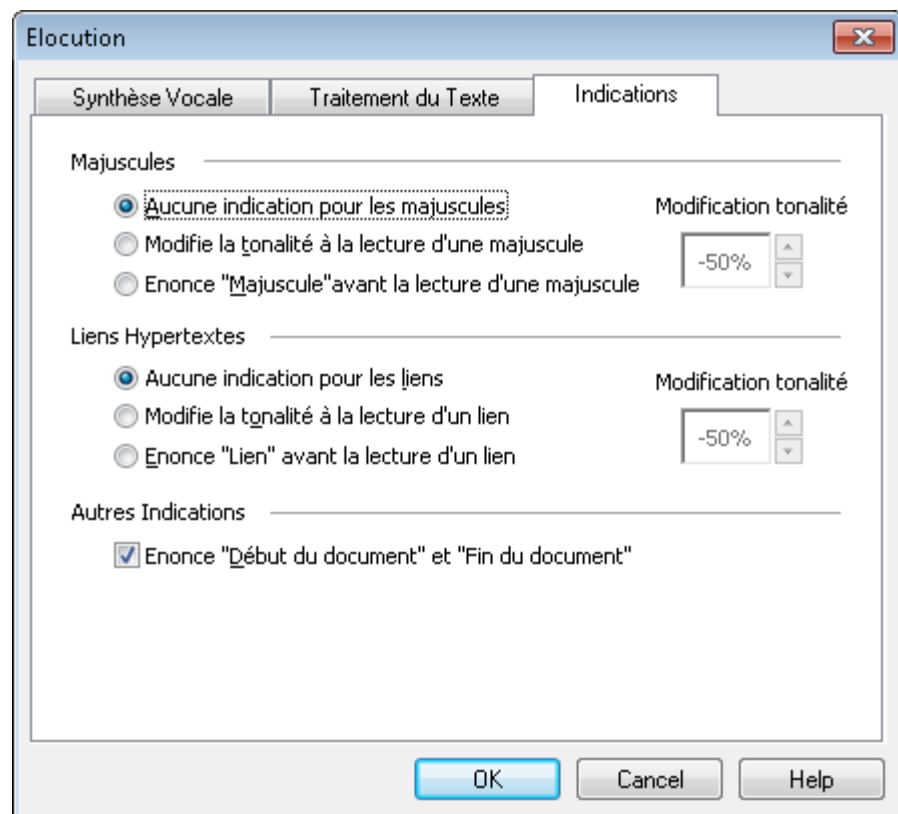 Elocution
Synthèse Vocale
Traitement du Texte
Indications
Majuscules
Aucune indication pour les majuscules
Modification tonalité
Modifie la tonalité à la lecture d'une majuscule
-50%
Enonce "Majuscule"avant la lecture d'une majuscule
Liens Hypertextes
Aucune indication pour les liens
Modification tonalité
Modifie la tonalité à la lecture d'un lien
-50%
Enonce "Lien" avant la lecture d'un lien
Autres Indications
Enonce "Début du document" et "Fin du document"
OK
Cancel
Help